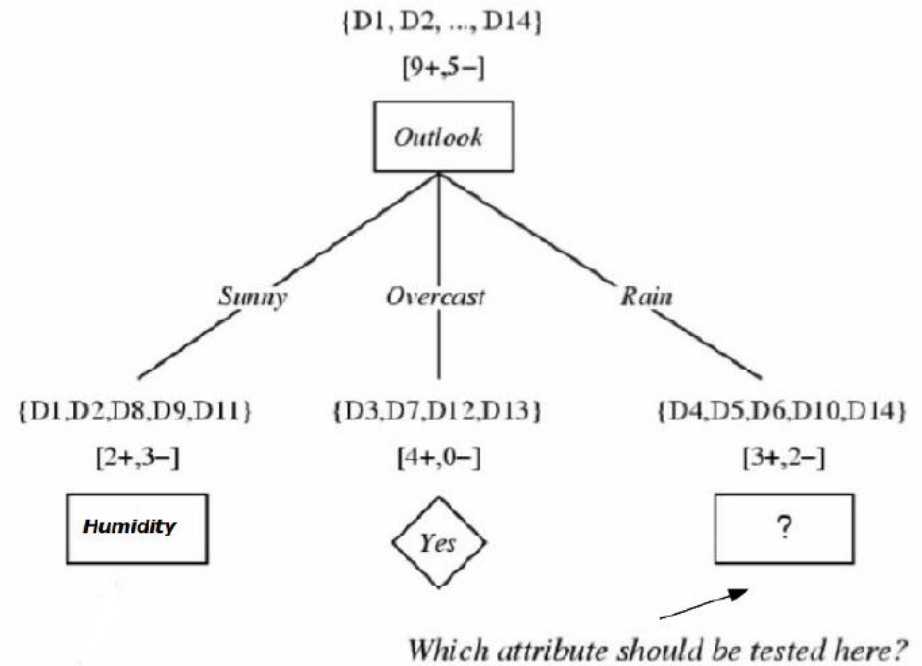 {D1, D2, ..., D14}
[9+,5−]
Outlook
Sunny
Overcast
Rain
{D1,D2,D8,D9,D11}
{D3,D7,D12,D13}
{D4,D5,D6,D10,D14}
[2+,3−]
[4+,0−]
[3+,2−]
Humidity
Yes
?
Which attribute should be tested here?